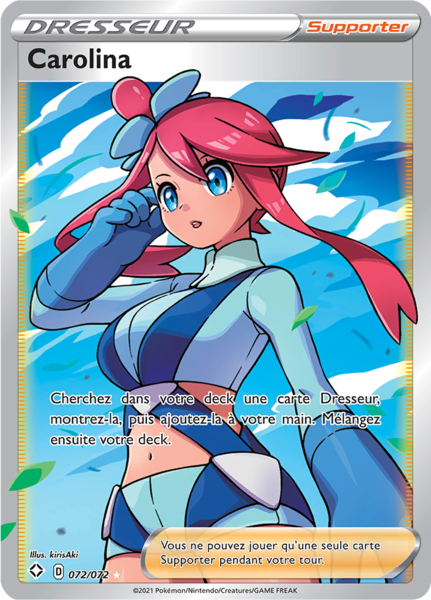 DRESSEUR
Supporter
Carolina
Cherchez dans votre deck une carte Dresseur,
montrez-la, puis ajoutez-la à votre main. Mélangez
ensuite votre deck.
Illus. kirisAki
Vous ne pouvez jouer qu'une seule carte
Supporter pendant votre tour.
D 072/072
©2021 Pokémon/Nintendo/Creatures/GAME FREAK